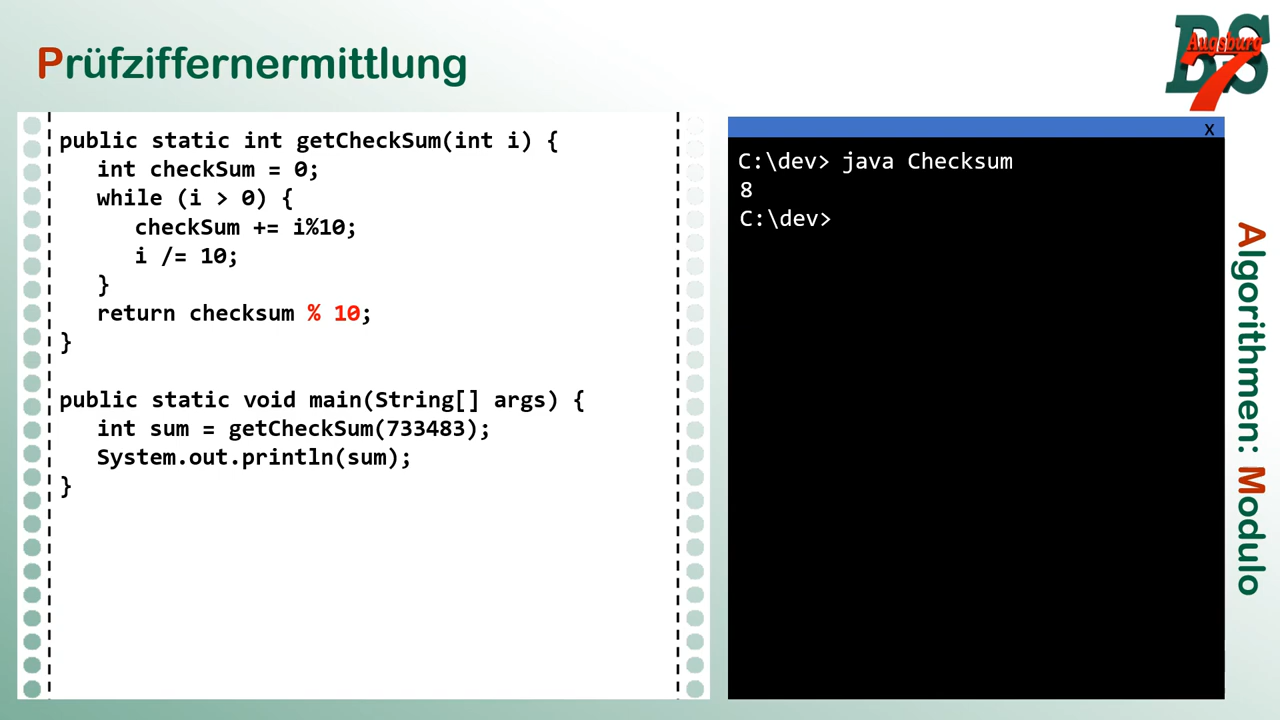 Prüfziffernermittlung
BS
Augsburg
7
public static int getCheckSum(int i) {
int checkSum = 0;
while (i > 0) {
checkSum += i%10;
i /= 10;
}
return checksum % 10;
}
public static void main(String[] args) {
int sum = getCheckSum(733483);
System.out.println(sum);
}
x
C:\dev> java Checksum
8
C:\dev>
Algorithmen: Modulo